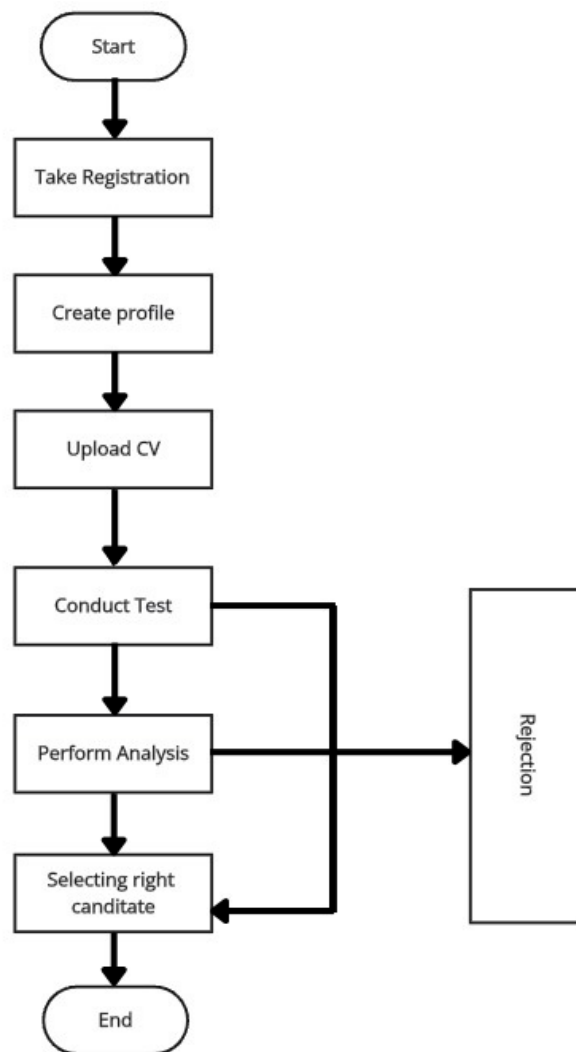 Start
Take Registration
Create profile
Upload CV
Conduct Test
Perform Analysis
Rejection
Selecting right
canditate
End